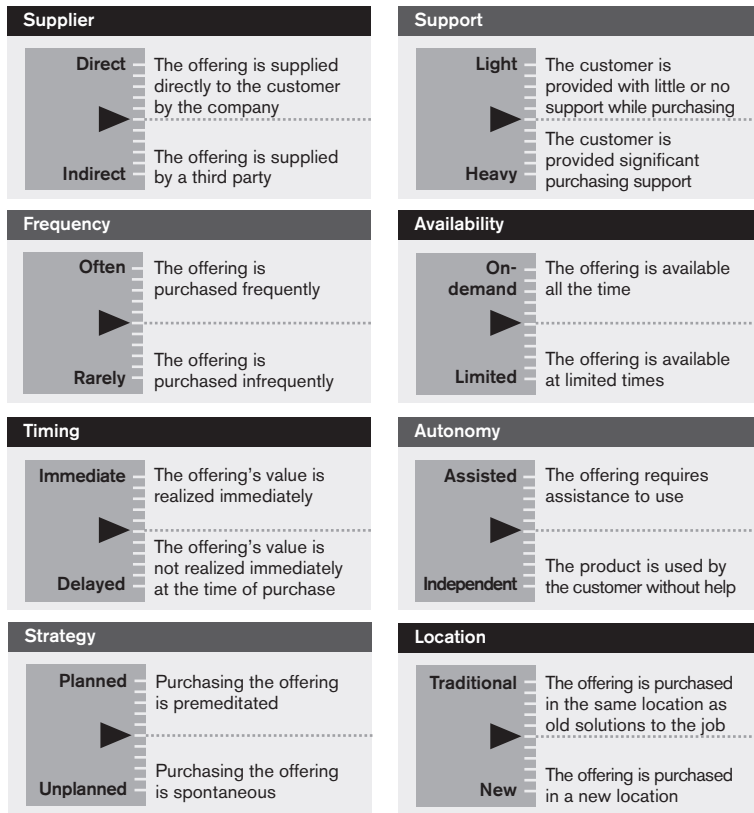 Supplier
Direct
The offering is supplied
directly to the customer
by the company
Indirect
The offering is supplied
by a third party
Support
Light
The customer is
provided with little or no
support while purchasing
Heavy
The customer is
provided significant
purchasing support
Frequency
Often
The offering is
purchased frequently
Rarely
The offering is
purchased infrequently
Availability
On-
demand
The offering is available
all the time
Limited
The offering is available
at limited times
Timing
Immediate
The offering's value is
realized immediately
Delayed
The offering's value is
not realized immediately
at the time of purchase
Autonomy
Assisted
The offering requires
assistance to use
Independent
The product is used by
the customer without help
Strategy
Planned
Purchasing the offering
is premeditated
Unplanned
Purchasing the offering
is spontaneous
Location
Traditional
The offering is purchased
in the same location as
old solutions to the job
New
The offering is purchased
in a new location